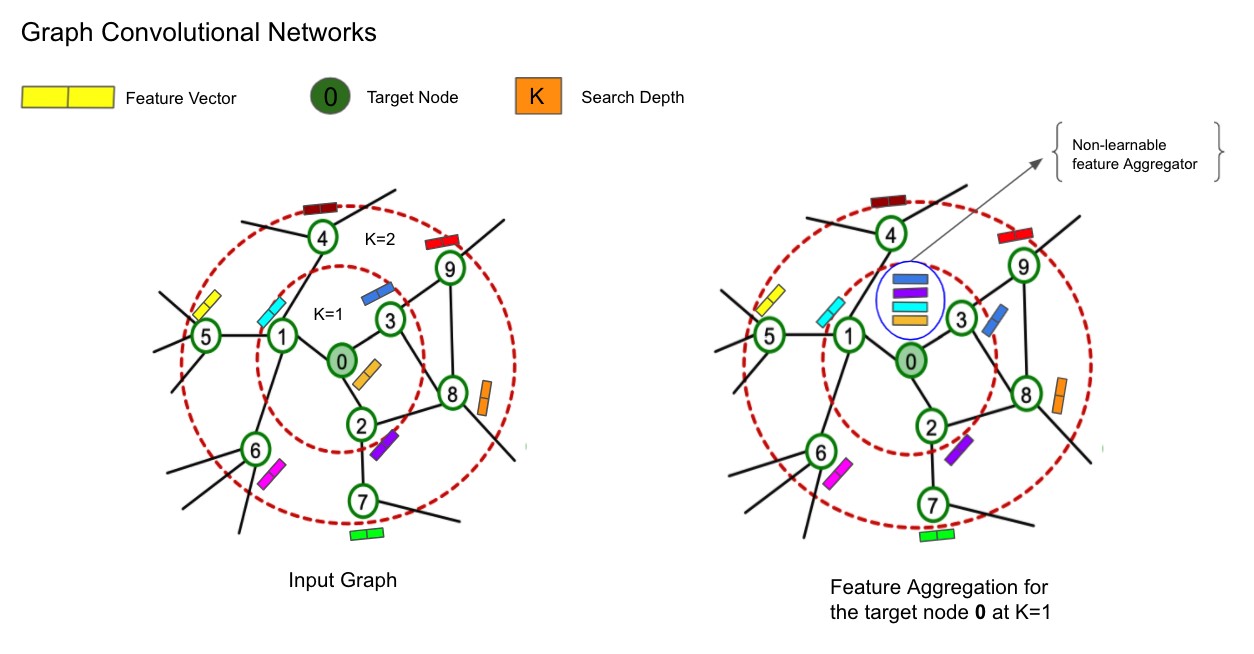 Graph Convolutional Networks
Feature Vector
0
Target Node
K
Search Depth
Non-learnable
feature Aggregator
4
K=2
9
K=1
3
5
1
0
8
2
6
7
Input Graph
4
9
3
5
1
0
8
2
6
7
Feature Aggregation for
the target node 0 at K=1